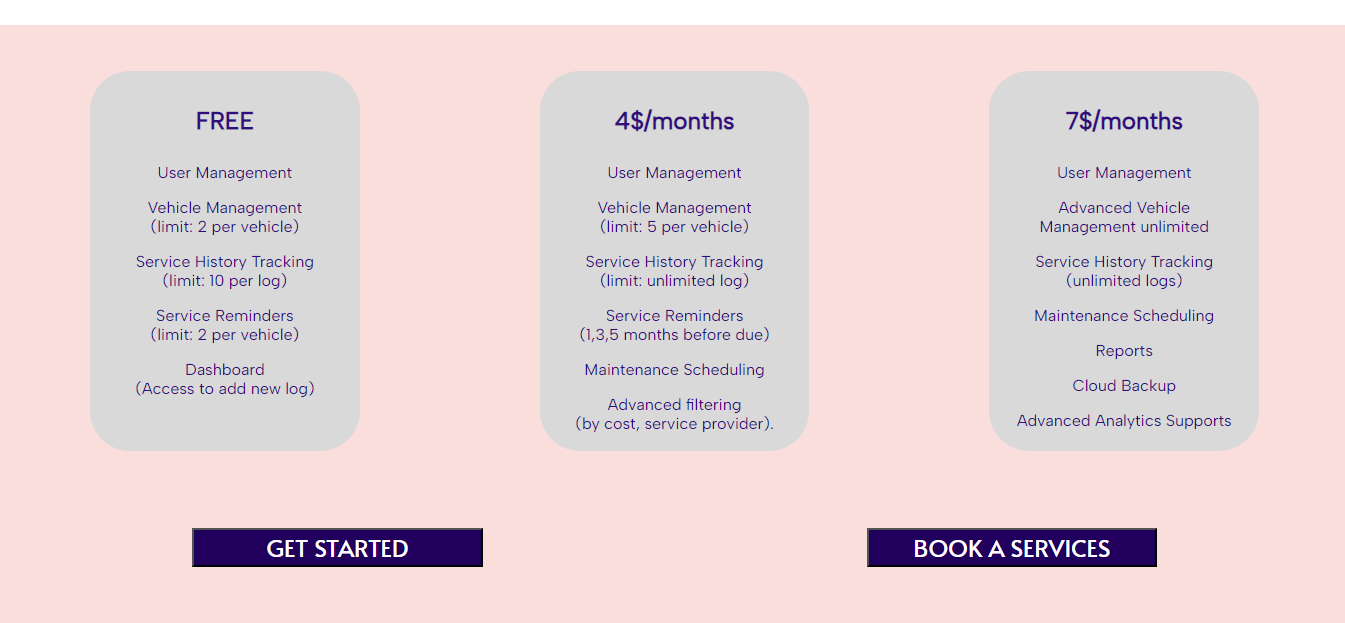 FREE
User Management
Vehicle Management
(limit: 2 per vehicle)
Service History Tracking
(limit: 10 per log)
Service Reminders
(limit: 2 per vehicle)
Dashboard
(Access to add new log)
4$/months
User Management
Vehicle Management
(limit: 5 per vehicle)
Service History Tracking
(limit: unlimited log)
Service Reminders
(1,3,5 months before due)
Maintenance Scheduling
Advanced filtering
(by cost, service provider).
7$/months
User Management
Advanced Vehicle
Management unlimited
Service History Tracking
(unlimited logs)
Maintenance Scheduling
Reports
Cloud Backup
Advanced Analytics Supports
GET STARTED
BOOK A SERVICES